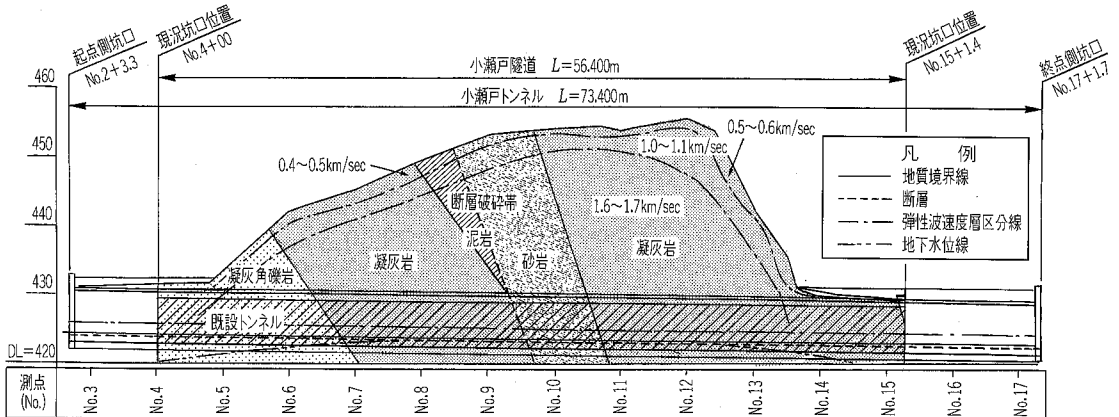 起点側坑口
No.2+3.3
現況坑口位置
No.4+00
現況坑口位置
No.15+1.4
終点側坑口
No.17+1.7
小瀬戸隧道 L=56.400m
小瀬戸トンネル L=73.400m
460
450
440
430
DL=420
0.4〜0.5km/sec
1.0〜1.1km/sec
0.5〜0.6km/sec
1.6〜1.7km/sec
断層破砕帯
泥岩
砂岩
凝灰岩
凝灰岩
凝灰角礫岩
既設トンネル
凡 例
地質境界線
断層
弾性波速度層区分線
地下水位線
測点
(No.)
No.3
No.4
No.5
No.6
No.7
No.8
No.9
No.10
No.11
No.12
No.13
No.14
No.15
No.16
No.17